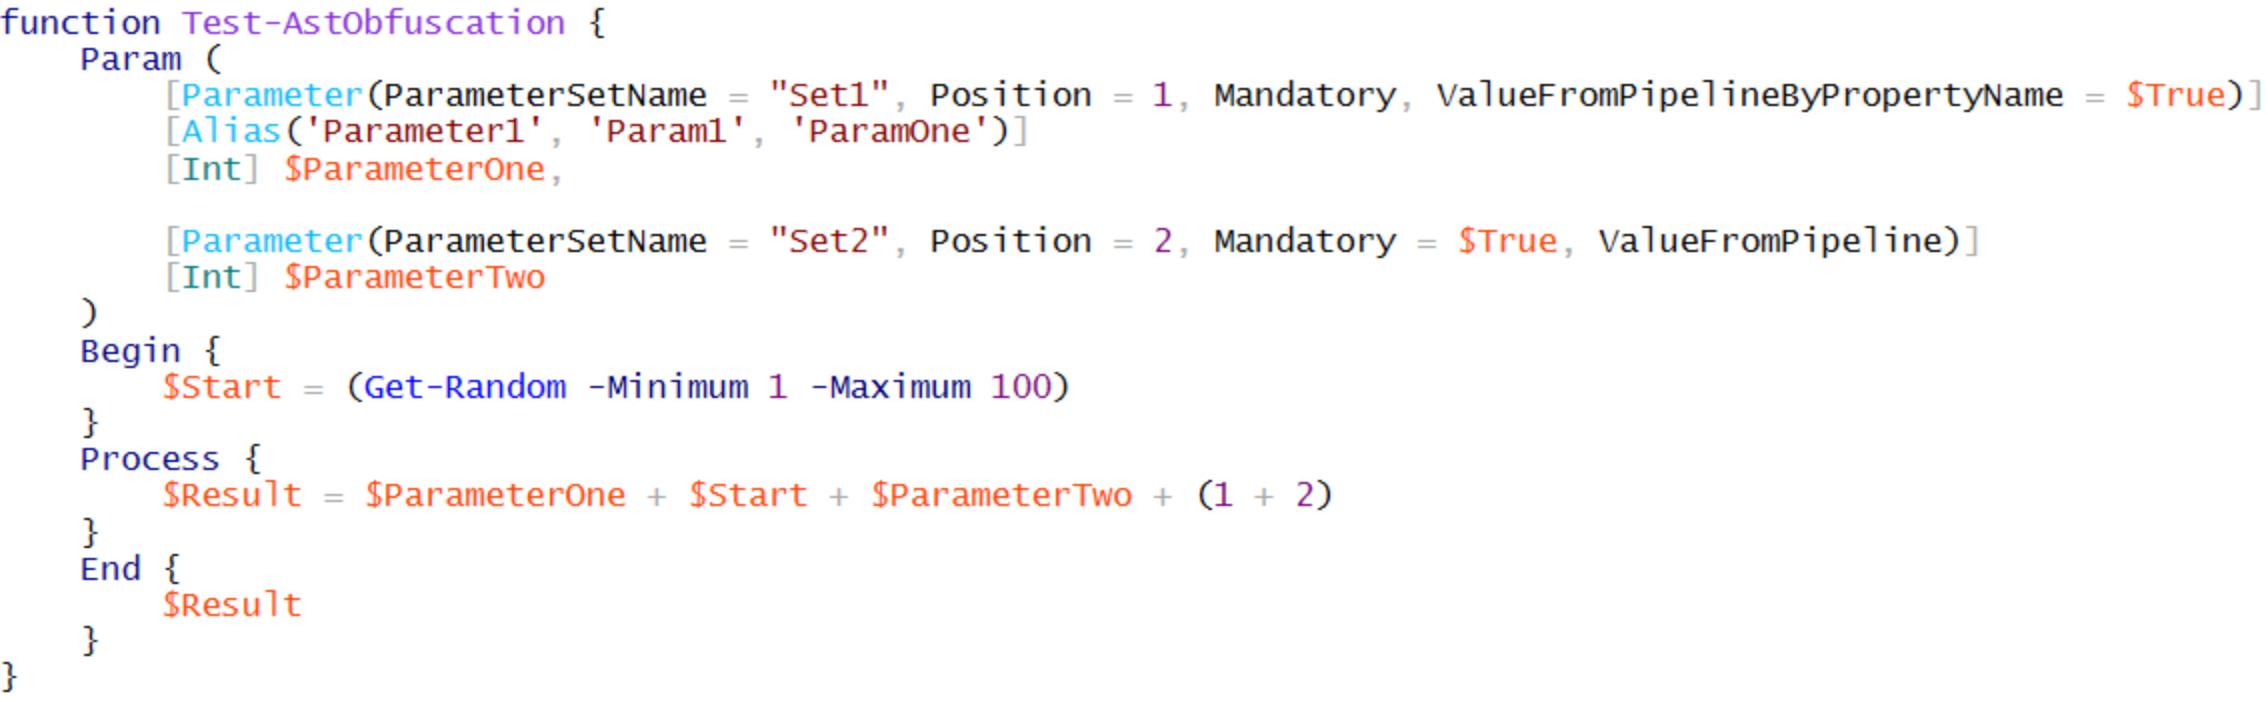 function Test-AstObfuscation {
    Param (
        [Parameter(ParameterSetName = "Set1", Position = 1, Mandatory, ValueFromPipelineByPropertyName = $True)]
        [Alias('Parameter1', 'Param1', 'ParamOne')]
        [Int] $ParameterOne,

        [Parameter(ParameterSetName = "Set2", Position = 2, Mandatory = $True, ValueFromPipeline)]
        [Int] $ParameterTwo
    )
    Begin {
        $Start = (Get-Random -Minimum 1 -Maximum 100)
    }
    Process {
        $Result = $ParameterOne + $Start + $ParameterTwo + (1 + 2)
    }
    End {
        $Result
    }
}